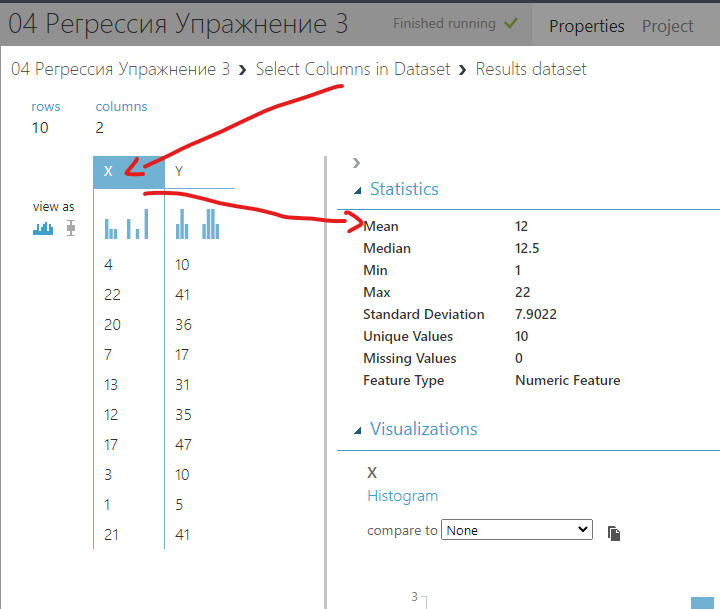 04 Регрессия Упражнение 3 Finished running Properties Project
04 Регрессия Упражнение 3 › Select Columns in Dataset › Results dataset
rows columns
10 2
X Y
view as
4 10
22 41
20 36
7 17
13 31
12 35
17 47
3 10
1 5
21 41
Statistics
Mean 12
Median 12.5
Min 1
Max 22
Standard Deviation 7.9022
Unique Values 10
Missing Values 0
Feature Type Numeric Feature
Visualizations
X
Histogram
compare to None
3